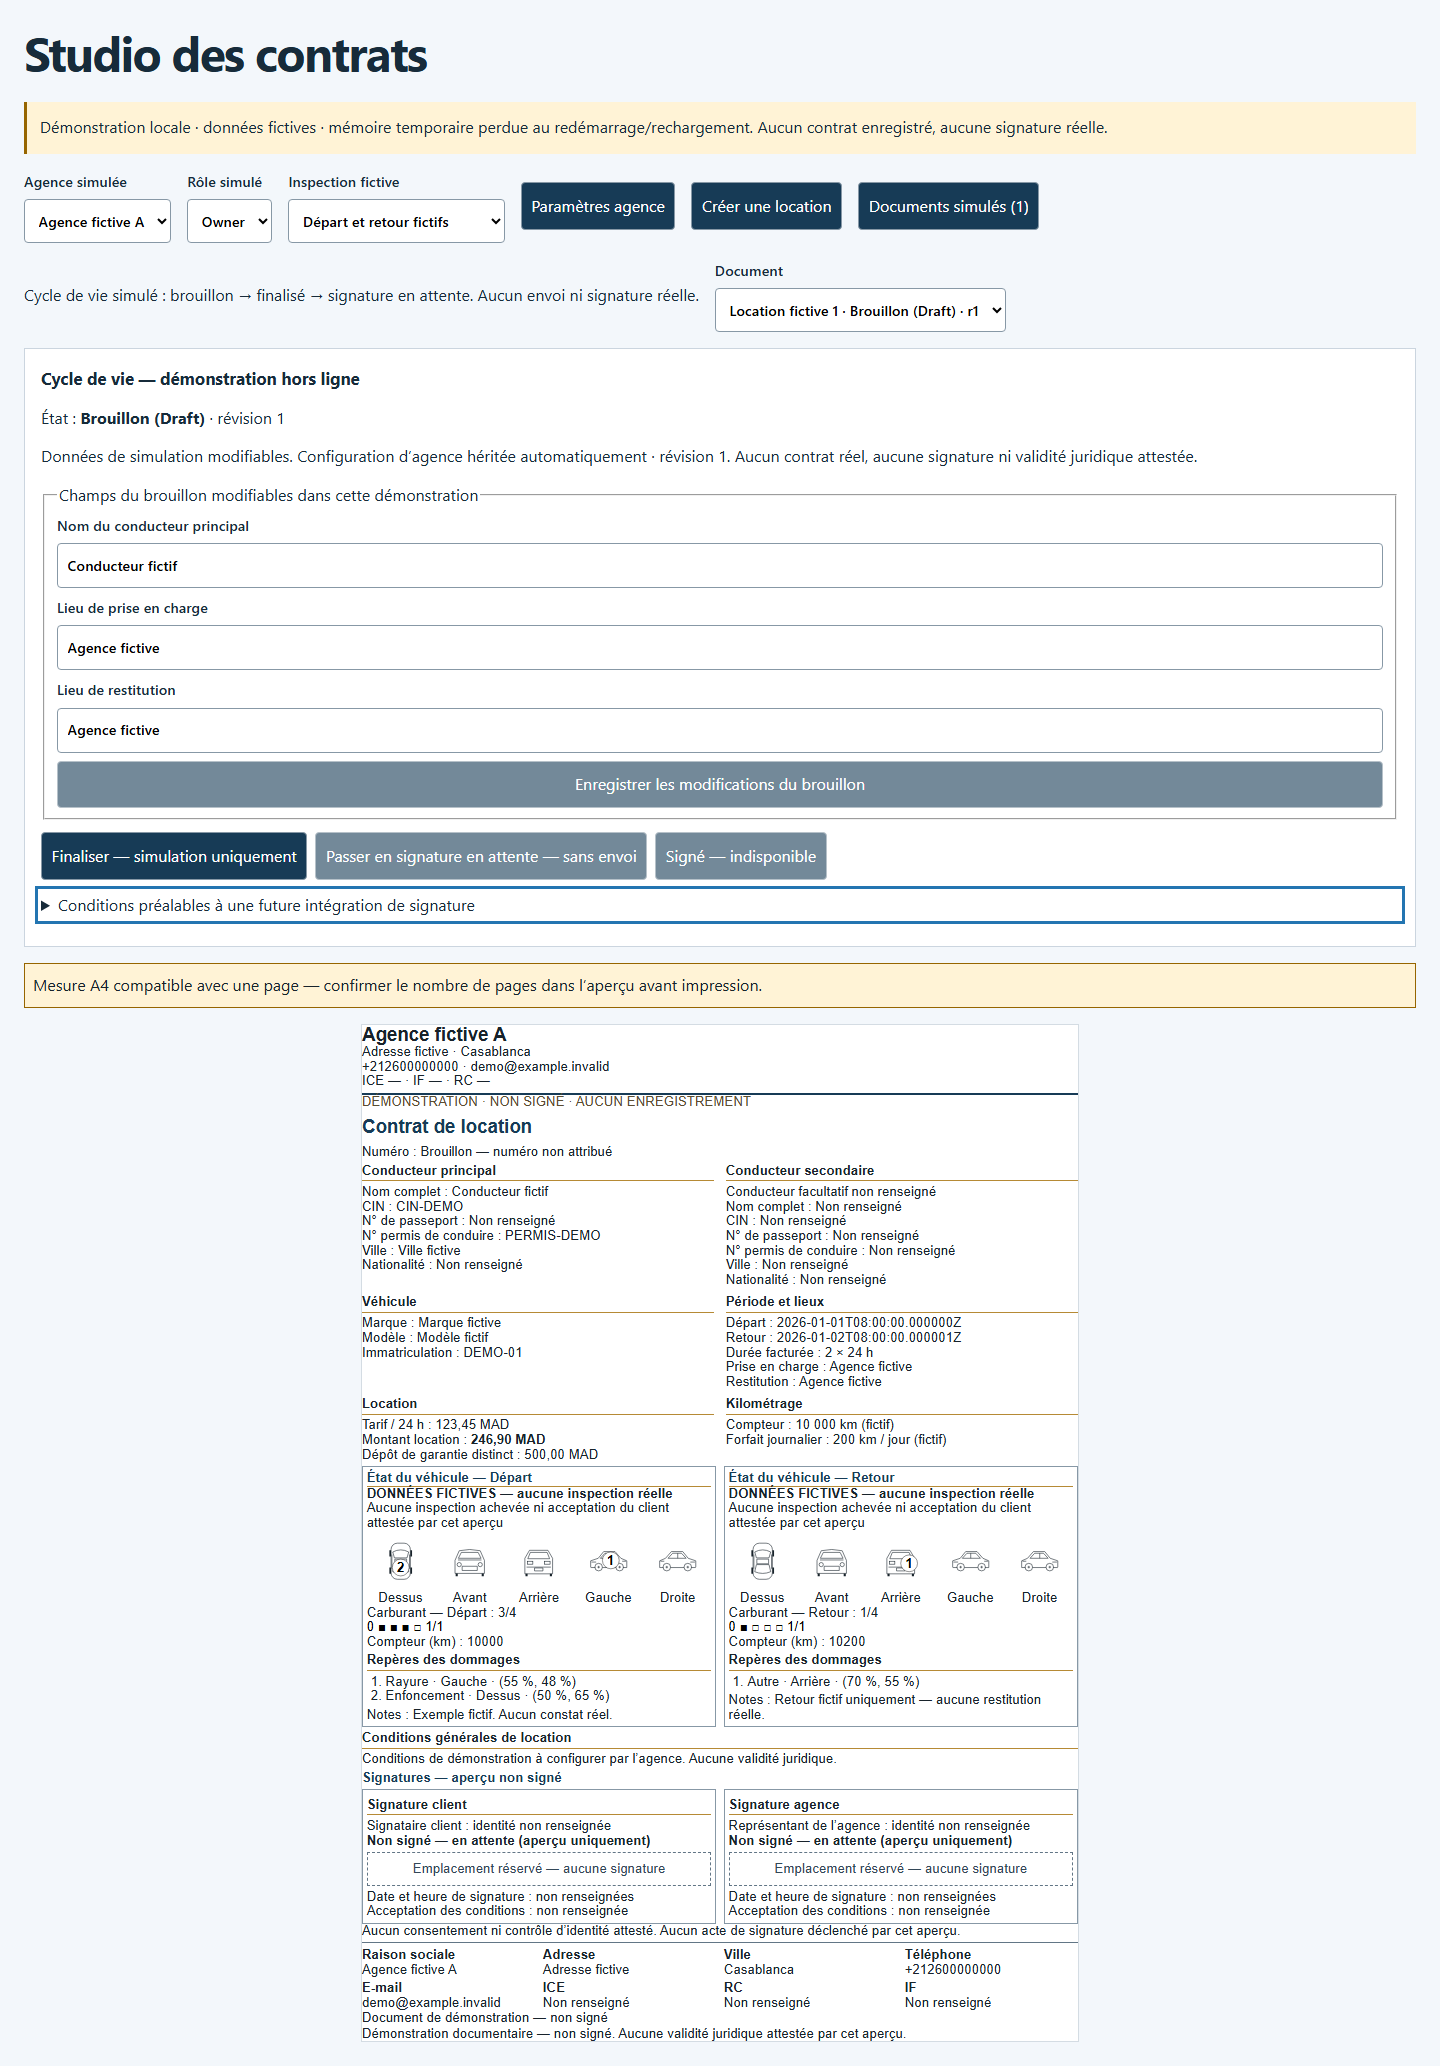 Studio des contrats
Démonstration locale · données fictives · mémoire temporaire perdue au redémarrage/rechargement. Aucun contrat enregistré, aucune signature réelle.
Agence simulée
Agence fictive A
Rôle simulé
Owner
Inspection fictive
Départ et retour fictifs
Paramètres agence
Créer une location
Documents simulés (1)
Cycle de vie simulé : brouillon → finalisé → signature en attente. Aucun envoi ni signature réelle.
Document
Location fictive 1 · Brouillon (Draft) · r1
Cycle de vie — démonstration hors ligne
État : Brouillon (Draft) · révision 1
Données de simulation modifiables. Configuration d'agence héritée automatiquement · révision 1. Aucun contrat réel, aucune signature ni validité juridique attestée.
Champs du brouillon modifiables dans cette démonstration
Nom du conducteur principal
Conducteur fictif
Lieu de prise en charge
Agence fictive
Lieu de restitution
Agence fictive
Enregistrer les modifications du brouillon
Finaliser — simulation uniquement
Passer en signature en attente — sans envoi
Signé — indisponible
▶ Conditions préalables à une future intégration de signature
Mesure A4 compatible avec une page — confirmer le nombre de pages dans l'aperçu avant impression.
Agence fictive A
Adresse fictive · Casablanca
+212600000000 · demo@example.invalid
ICE — · IF — · RC —
DÉMONSTRATION · NON SIGNÉ · AUCUN ENREGISTREMENT
Contrat de location
Numéro : Brouillon — numéro non attribué
Conducteur principal
Nom complet : Conducteur fictif
CIN : CIN-DEMO
N° de passeport : Non renseigné
N° permis de conduire : PERMIS-DEMO
Ville : Ville fictive
Nationalité : Non renseigné
Conducteur secondaire
Conducteur facultatif non renseigné
Nom complet : Non renseigné
CIN : Non renseigné
N° de passeport : Non renseigné
N° permis de conduire : Non renseigné
Ville : Non renseigné
Nationalité : Non renseigné
Véhicule
Marque : Marque fictive
Modèle : Modèle fictif
Immatriculation : DEMO-01
Période et lieux
Départ : 2026-01-01T08:00:00.000000Z
Retour : 2026-01-02T08:00:00.000001Z
Durée facturée : 2 × 24 h
Prise en charge : Agence fictive
Restitution : Agence fictive
Location
Tarif / 24 h : 123,45 MAD
Montant location : 246,90 MAD
Dépôt de garantie distinct : 500,00 MAD
Kilométrage
Compteur : 10 000 km (fictif)
Forfait journalier : 200 km / jour (fictif)
État du véhicule — Départ
DONNÉES FICTIVES — aucune inspection réelle
Aucune inspection achevée ni acceptation du client
attestée par cet aperçu
2
1
Dessus Avant Arrière Gauche Droite
Carburant — Départ : 3/4
0 ■ ■ ■ □ 1/1
Compteur (km) : 10000
Repères des dommages
1. Rayure · Gauche · (55 %, 48 %)
2. Enfoncement · Dessus · (50 %, 65 %)
Notes : Exemple fictif. Aucun constat réel.
État du véhicule — Retour
DONNÉES FICTIVES — aucune inspection réelle
Aucune inspection achevée ni acceptation du client
attestée par cet aperçu
1
Dessus Avant Arrière Gauche Droite
Carburant — Retour : 1/4
0 ■ □ □ □ 1/1
Compteur (km) : 10200
Repères des dommages
1. Autre · Arrière · (70 %, 55 %)
Notes : Retour fictif uniquement — aucune restitution
réelle.
Conditions générales de location
Conditions de démonstration à configurer par l'agence. Aucune validité juridique.
Signatures — aperçu non signé
Signature client
Signataire client : identité non renseignée
Non signé — en attente (aperçu uniquement)
Emplacement réservé — aucune signature
Date et heure de signature : non renseignées
Acceptation des conditions : non renseignée
Signature agence
Représentant de l'agence : identité non renseignée
Non signé — en attente (aperçu uniquement)
Emplacement réservé — aucune signature
Date et heure de signature : non renseignées
Acceptation des conditions : non renseignée
Aucun consentement ni contrôle d'identité attesté. Aucun acte de signature déclenché par cet aperçu.
Raison sociale Adresse Ville Téléphone
Agence fictive A Adresse fictive Casablanca +212600000000
E-mail ICE RC IF
demo@example.invalid Non renseigné Non renseigné Non renseigné
Document de démonstration — non signé
Démonstration documentaire — non signé. Aucune validité juridique attestée par cet aperçu.